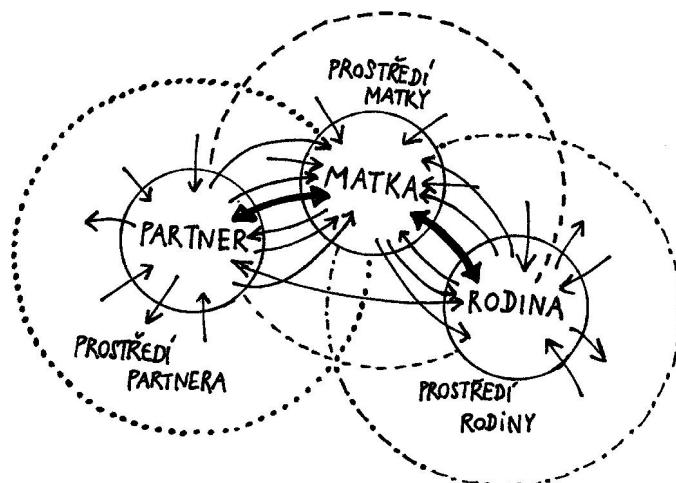 PROSTŘEDÍ
MATKY
MATKA
PARTNER
RODINA
PROSTŘEDÍ
PARTNERA
PROSTŘEDÍ
RODINY